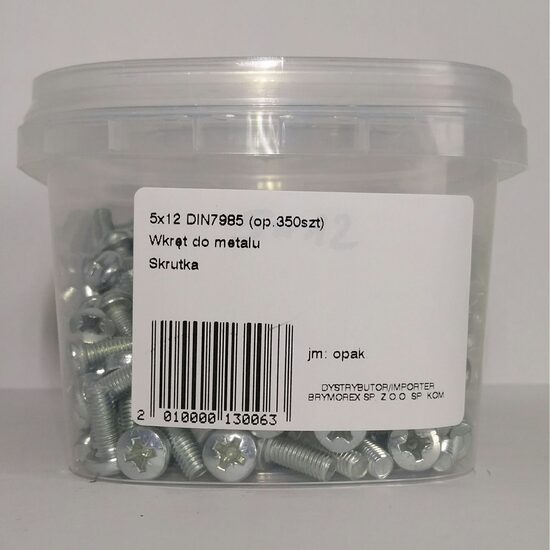 5x12 DIN7985 (op.350szt)
Wkręt do metalu
Skrutka
jm: opak
DYSTRYBUTOR/IMPORTER
BRYMOREX SP. Z O O SP KOM
2 010000 130063